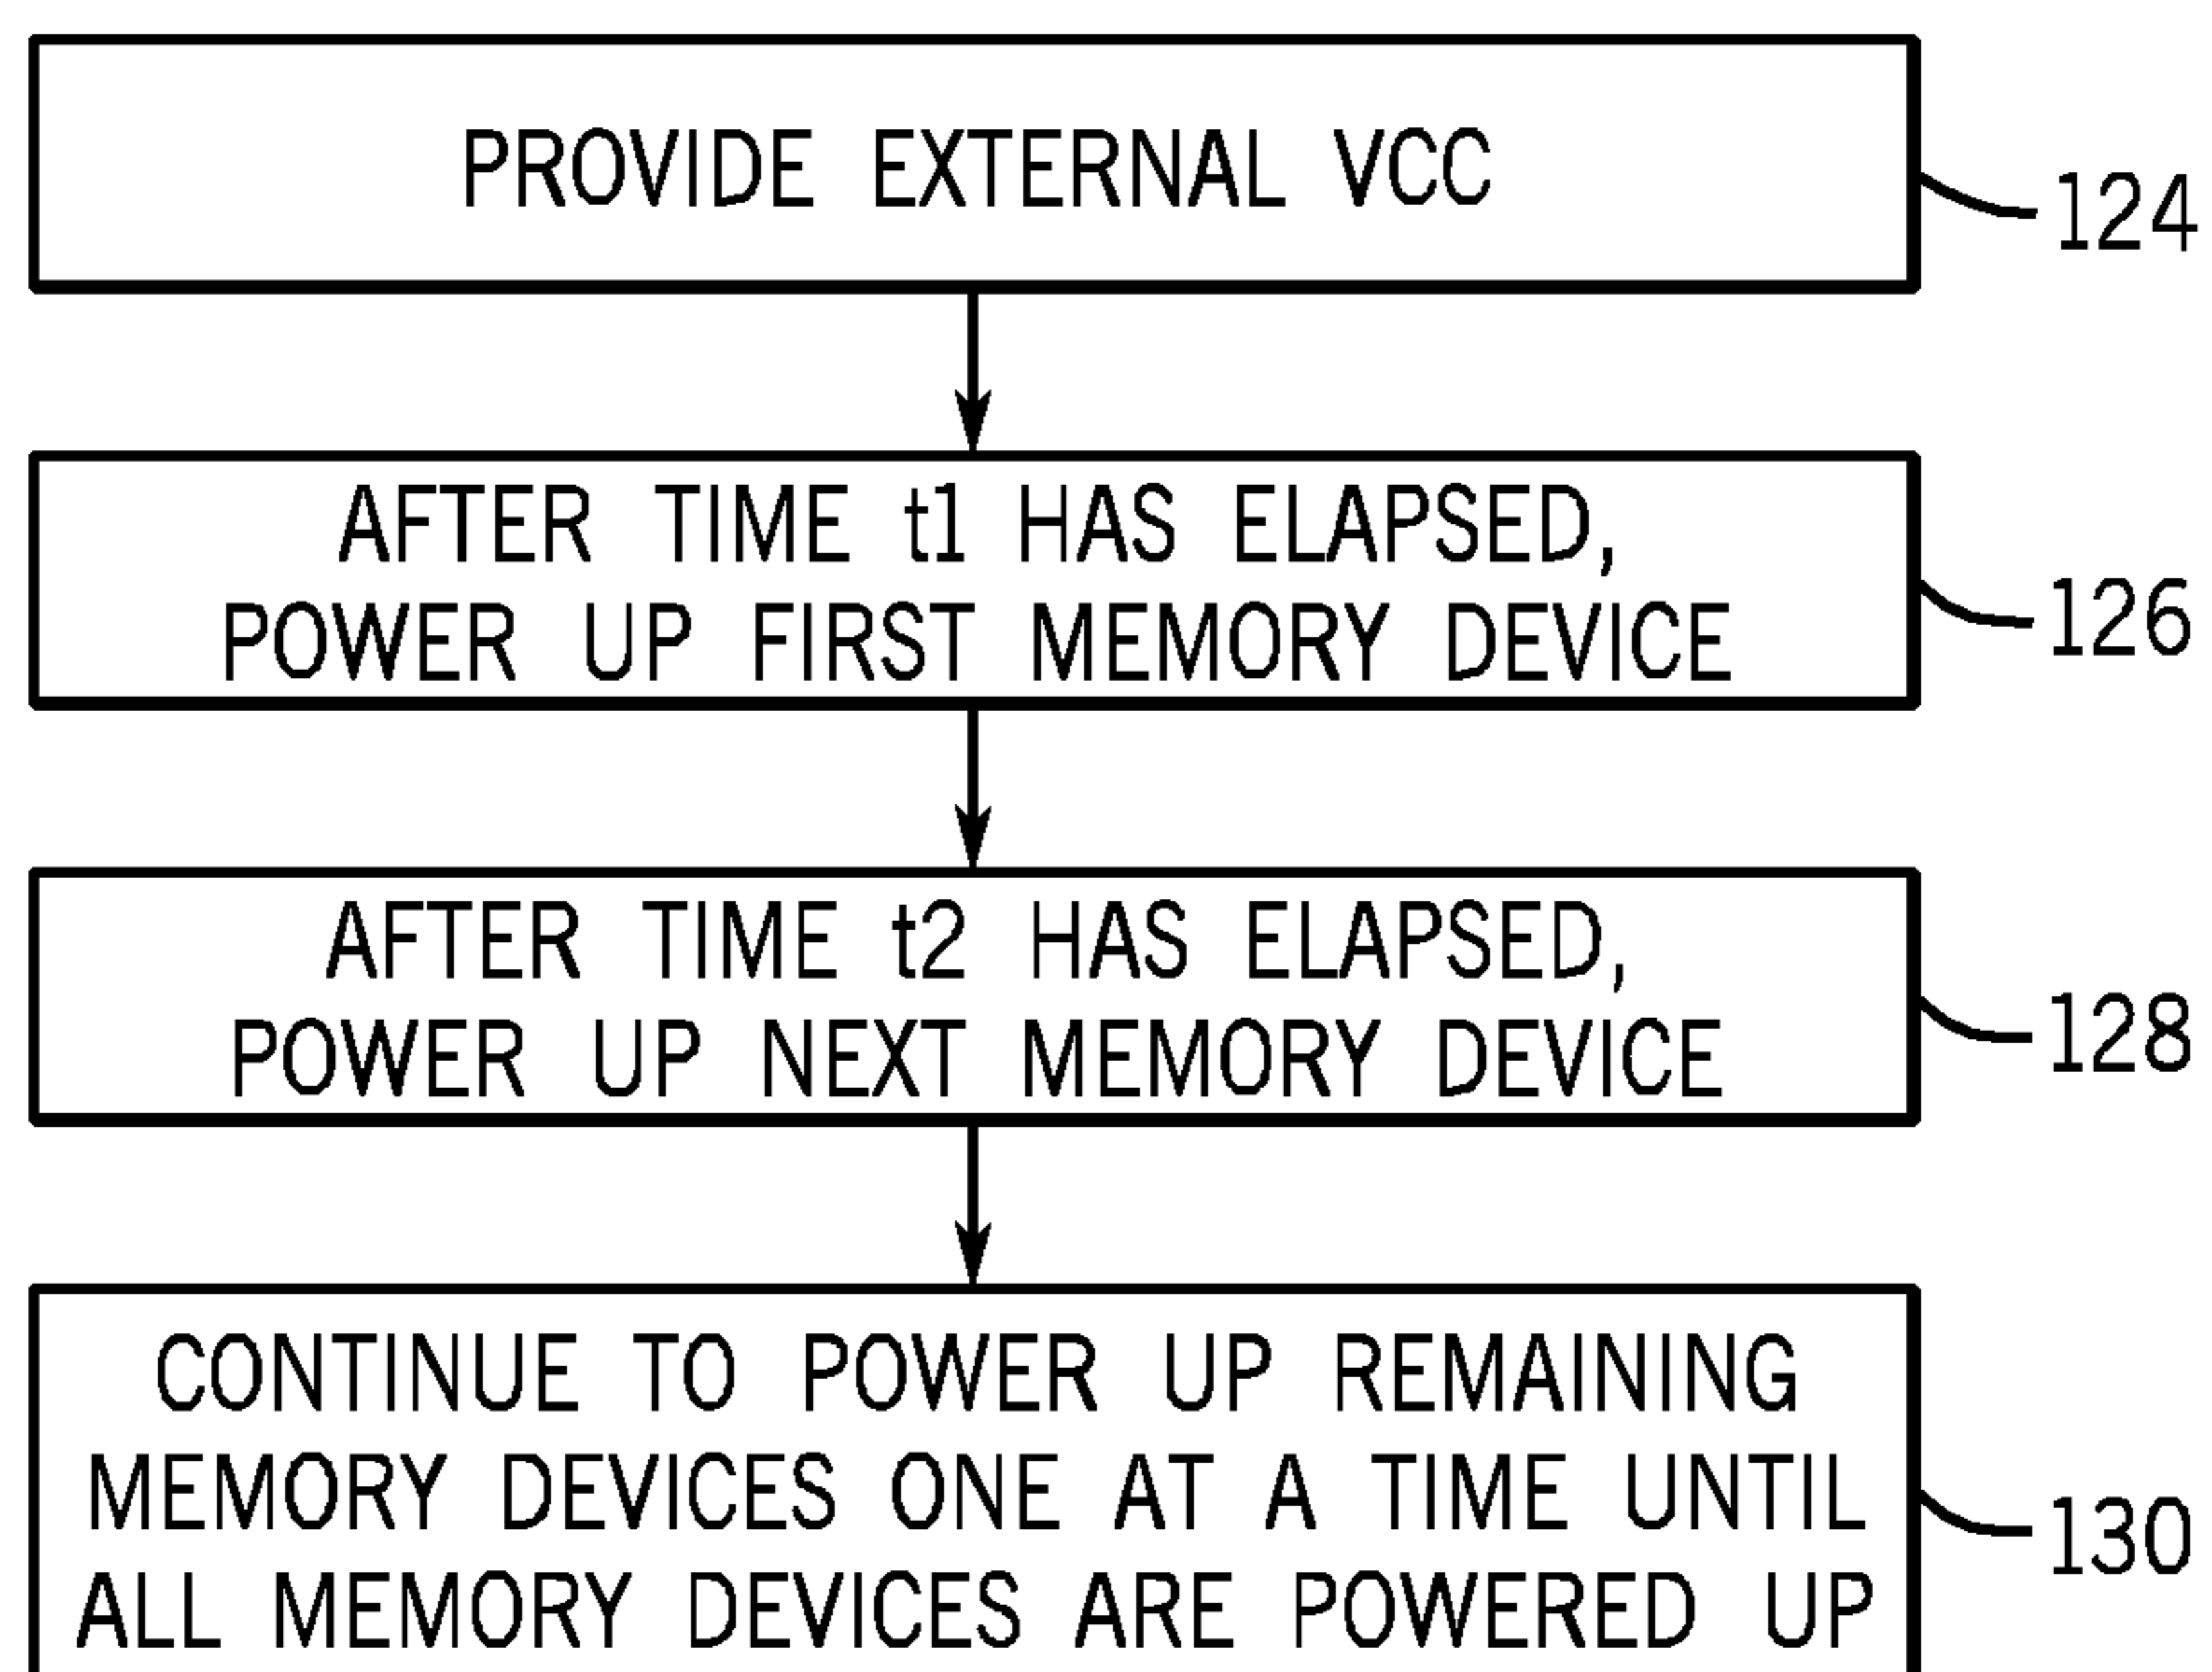 PROVIDE EXTERNAL VCC
124
AFTER TIME t1 HAS ELAPSED,
POWER UP FIRST MEMORY DEVICE
126
AFTER TIME t2 HAS ELAPSED,
POWER UP NEXT MEMORY DEVICE
128
CONTINUE TO POWER UP REMAINING
MEMORY DEVICES ONE AT A TIME UNTIL
ALL MEMORY DEVICES ARE POWERED UP
130